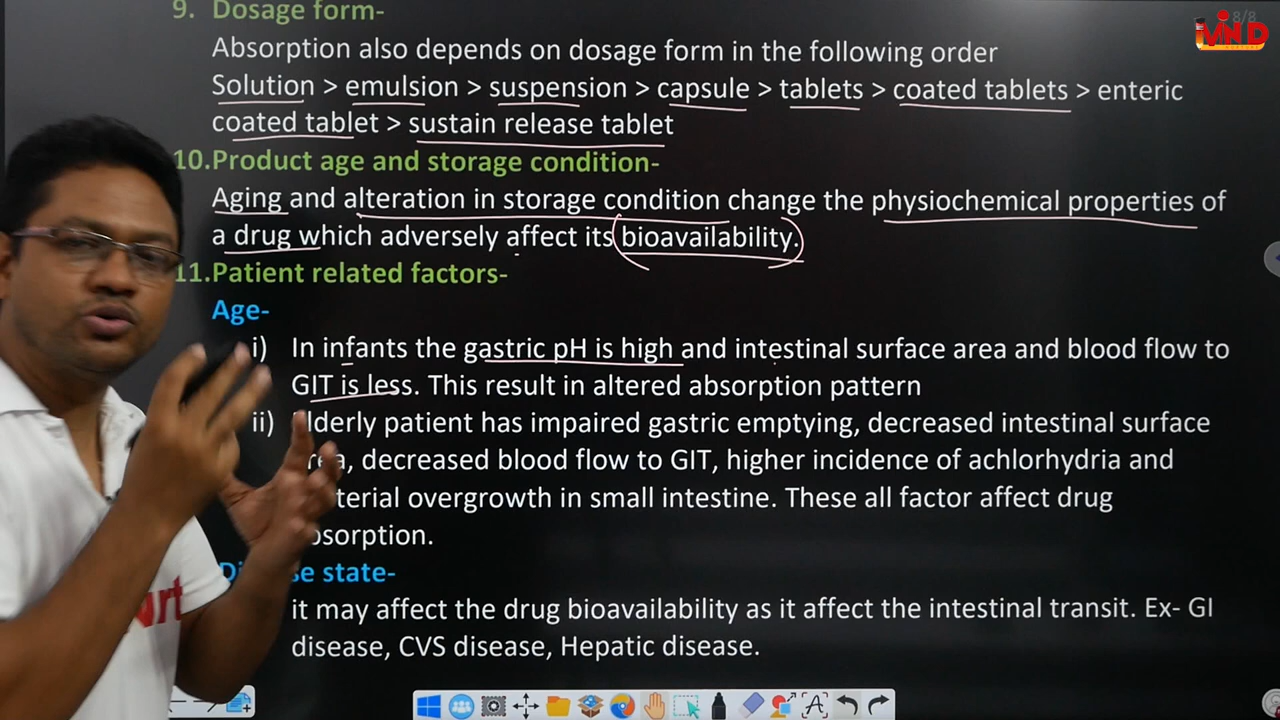 8/8
MIND
9. Dosage form-
Absorption also depends on dosage form in the following order
Solution > emulsion > suspension > capsule > tablets > coated tablets > enteric
coated tablet > sustain release tablet
10.Product age and storage condition-
Aging and alteration in storage condition change the physiochemical properties of
a drug which adversely affect its bioavailability.
11.Patient related factors-
Age-
i) In infants the gastric pH is high and intestinal surface area and blood flow to
GIT is less. This result in altered absorption pattern
ii) patient has impaired gastric emptying, decreased intestinal surface
decreased blood flow to GIT, higher incidence of achlorhydria and
overgrowth in small intestine. These all factor affect drug
state-
it may affect the drug bioavailability as it affect the intestinal transit. Ex- GI
disease, CVS disease, Hepatic disease.